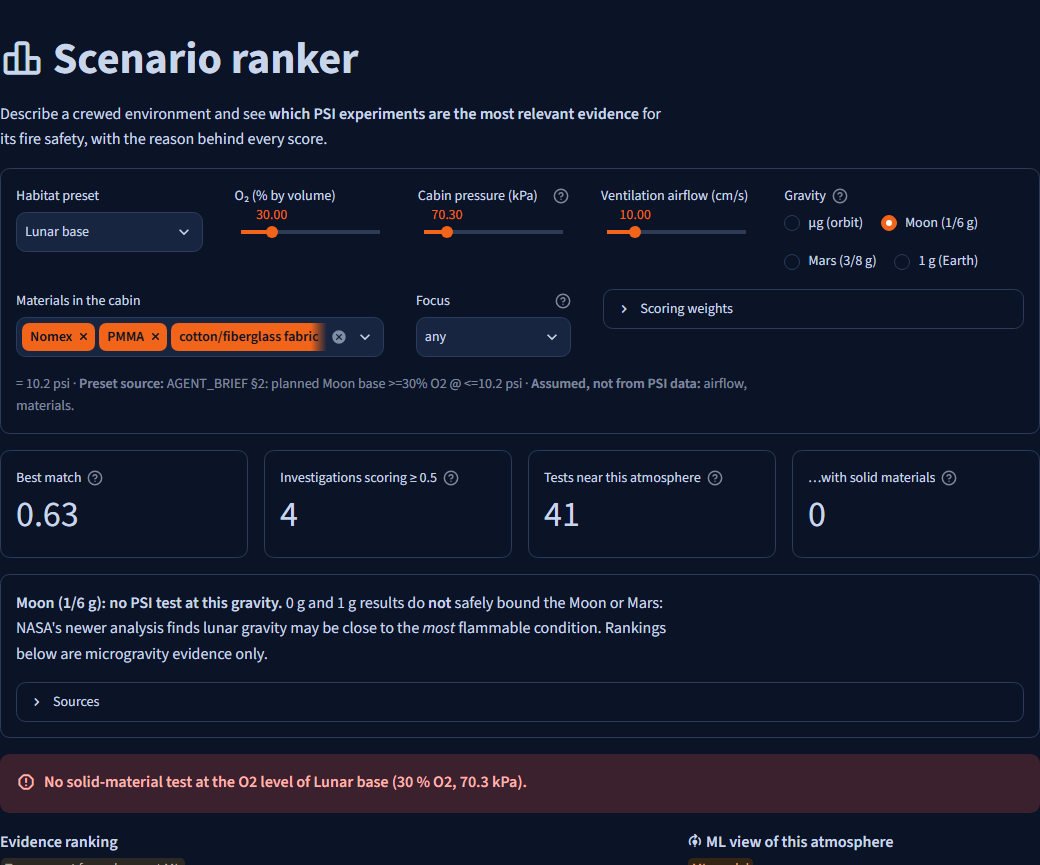 Scenario ranker
Describe a crewed environment and see which PSI experiments are the most relevant evidence for
its fire safety, with the reason behind every score.
Habitat preset
Lunar base
O₂ (% by volume)
30.00
Cabin pressure (kPa)
70.30
Ventilation airflow (cm/s)
10.00
Gravity
μg (orbit)
Moon (1/6 g)
Mars (3/8 g)
1 g (Earth)
Materials in the cabin
Nomex
PMMA
cotton/fiberglass fabric
Focus
any
Scoring weights
= 10.2 psi · Preset source: AGENT_BRIEF §2: planned Moon base >=30% O2 @ <=10.2 psi · Assumed, not from PSI data: airflow,
materials.
Best match
0.63
Investigations scoring ≥ 0.5
4
Tests near this atmosphere
41
…with solid materials
0
Moon (1/6 g): no PSI test at this gravity. 0 g and 1 g results do not safely bound the Moon or Mars:
NASA's newer analysis finds lunar gravity may be close to the most flammable condition. Rankings
below are microgravity evidence only.
Sources
No solid-material test at the O2 level of Lunar base (30 % O2, 70.3 kPa).
Evidence ranking
ML view of this atmosphere